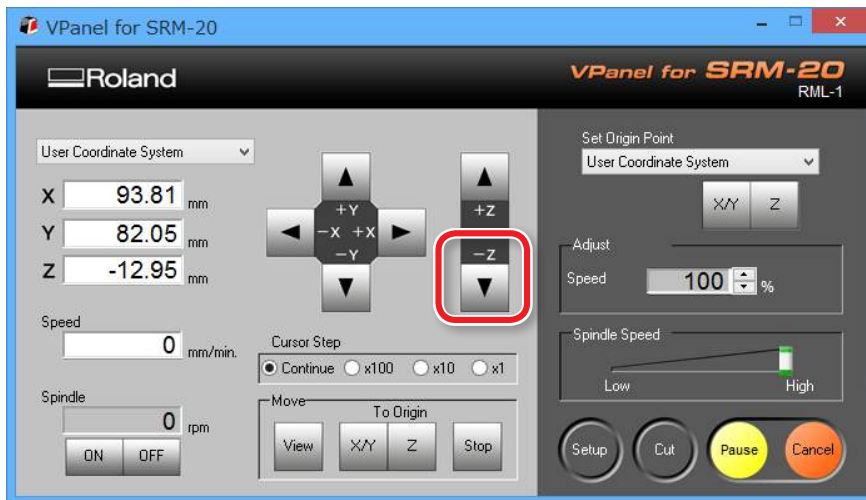 VPanel for SRM-20
Roland
VPanel for SRM-20
RML-1
User Coordinate System
X 93.81 mm
Y 82.05 mm
Z -12.95 mm
Speed
0 mm/min.
Spindle
0 rpm
ON OFF
+Y
-X +X
-Y
+Z
-Z
Cursor Step
Continue x100 x10 x1
Move
To Origin
View X/Y Z Stop
Set Origin Point
User Coordinate System
X/Y Z
Adjust
Speed 100 %
Spindle Speed
Low High
Setup Cut Pause Cancel